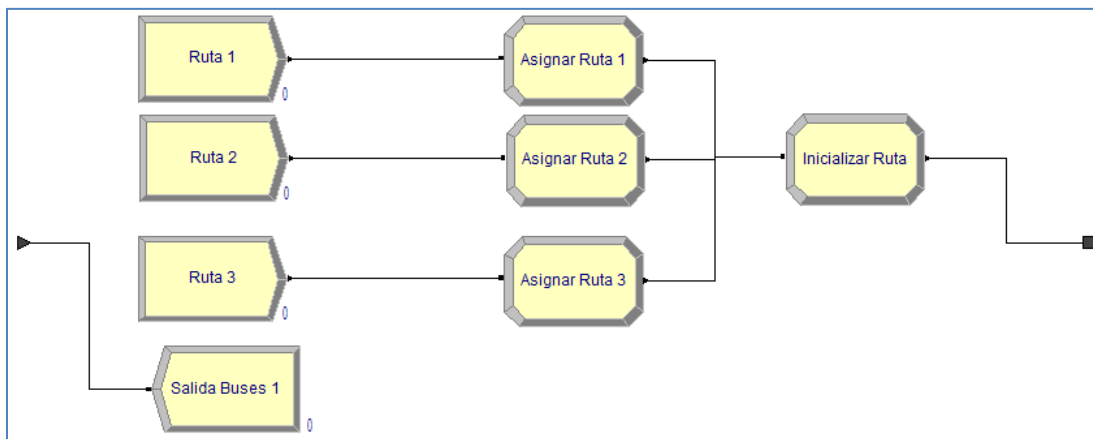 Ruta 1
Asignar Ruta 1
0
Ruta 2
Asignar Ruta 2
Inicializar Ruta
0
Ruta 3
Asignar Ruta 3
0
Salida Buses 1
0